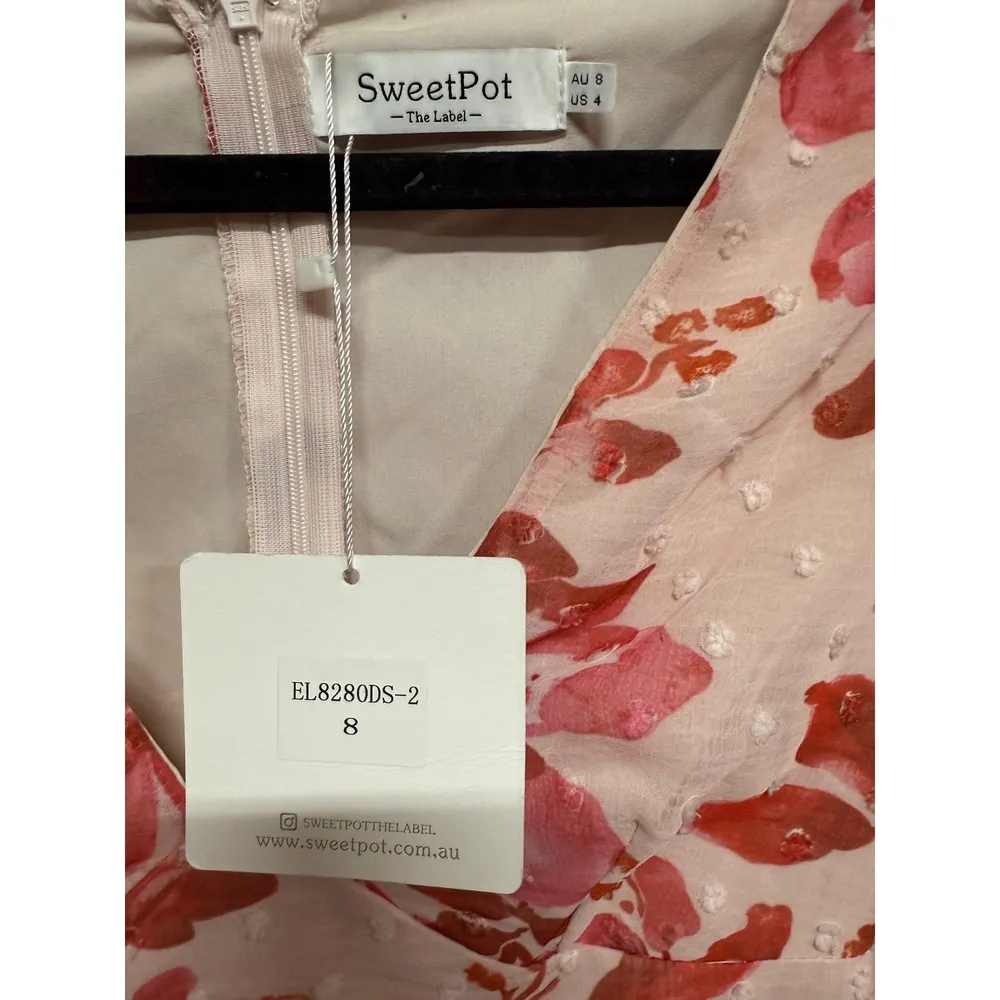 SweetPot
— The Label —
AU 8
US 4
EL8280DS-2
8
SWEETPOTTHELABEL
www.sweetpot.com.au